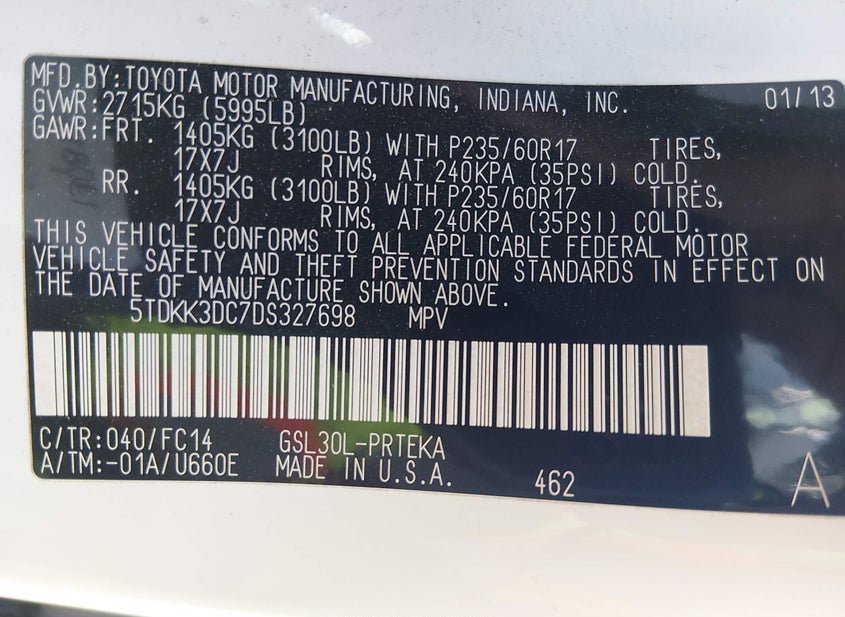 MFD.BY:TOYOTA MOTOR MANUFACTURING, INDIANA, INC. 01/13
GVWR:2715KG (5995LB)
GAWR:FRT. 1405KG (3100LB) WITH P235/60R17 TIRES,
17X7J RIMS, AT 240KPA (35PSI) COLD.
RR. 1405KG (3100LB) WITH P235/60R17 TIRES,
17X7J RIMS, AT 240KPA (35PSI) COLD.
THIS VEHICLE CONFORMS TO ALL APPLICABLE FEDERAL MOTOR
VEHICLE SAFETY AND THEFT PREVENTION STANDARDS IN EFFECT ON
THE DATE OF MANUFACTURE SHOWN ABOVE.
5TDKK3DC7DS327698 MPV
C/TR:040/FC14 GSL30L-PRTEKA
A/TM:-01A/U660E MADE IN U.S.A. 462 A